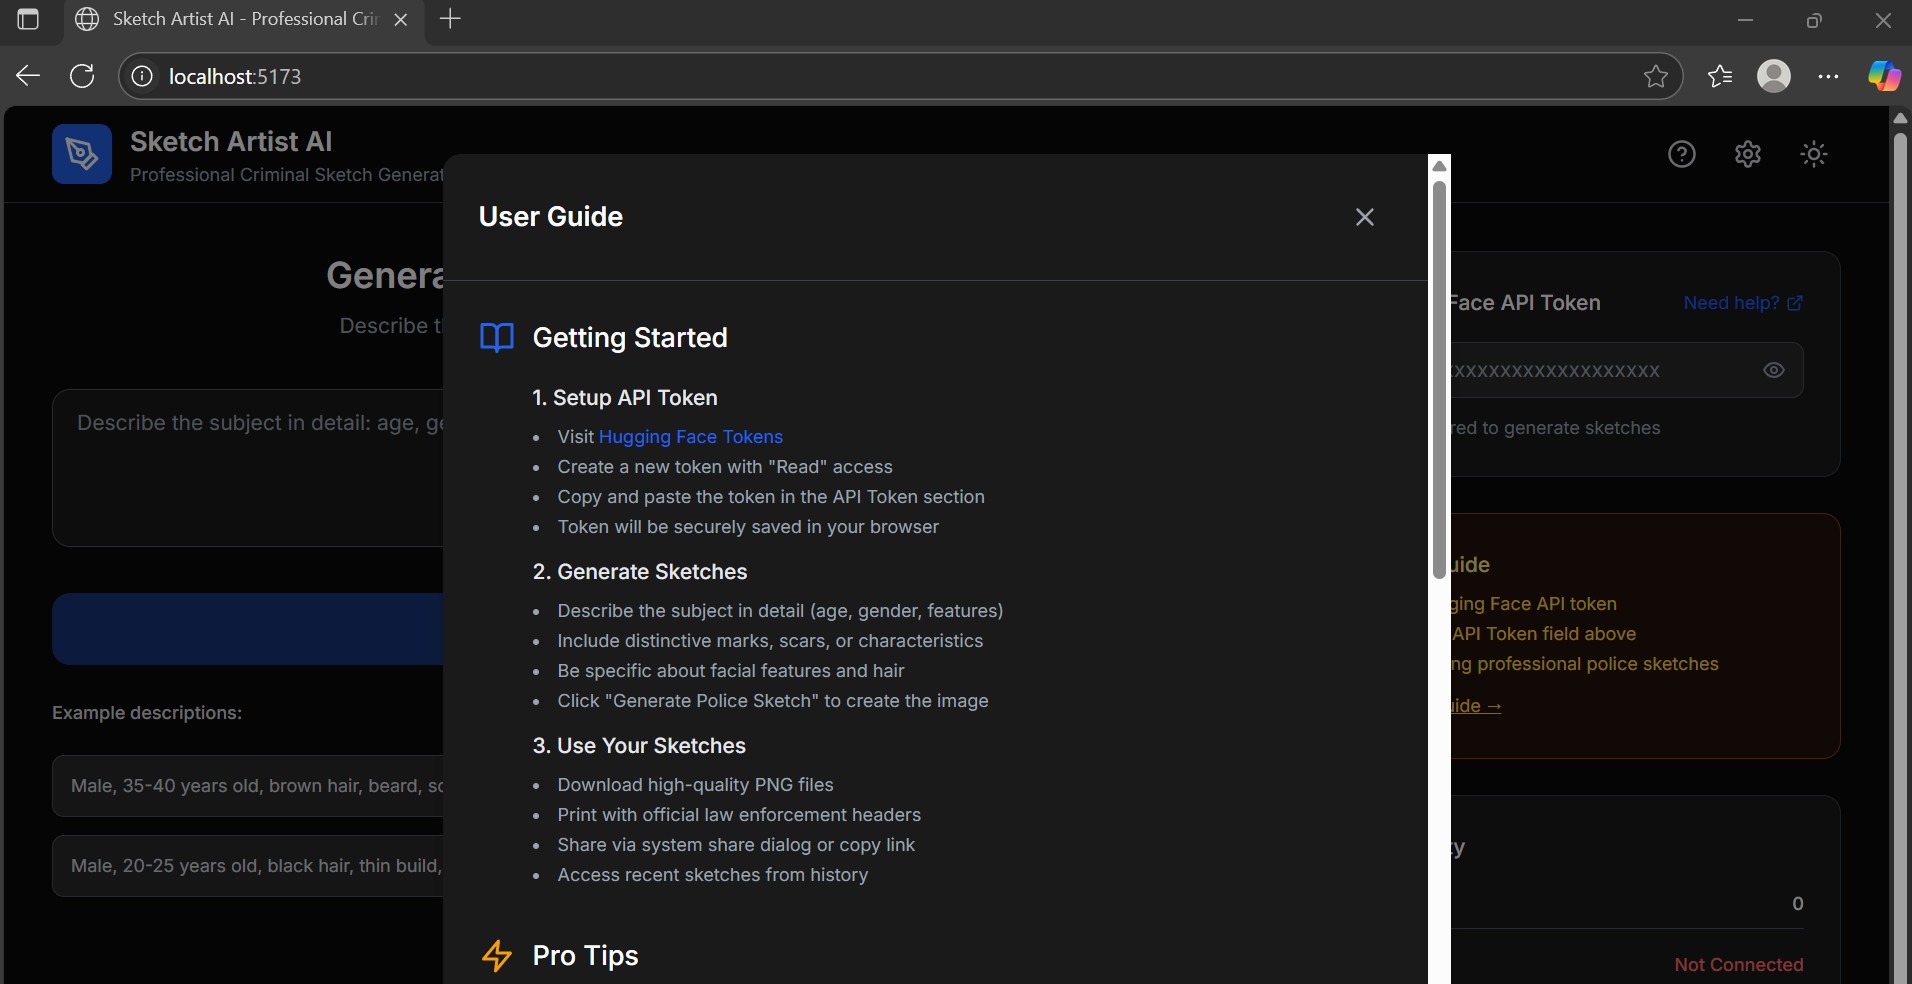 Sketch Artist AI - Professional Cri
localhost:5173
Sketch Artist AI
Professional Criminal Sketch Generat
User Guide
Genera
Describe t
Describe the subject in detail: age, ge
Getting Started
1. Setup API Token
• Visit Hugging Face Tokens
• Create a new token with "Read" access
• Copy and paste the token in the API Token section
• Token will be securely saved in your browser
2. Generate Sketches
• Describe the subject in detail (age, gender, features)
• Include distinctive marks, scars, or characteristics
• Be specific about facial features and hair
• Click "Generate Police Sketch" to create the image
3. Use Your Sketches
• Download high-quality PNG files
• Print with official law enforcement headers
• Share via system share dialog or copy link
• Access recent sketches from history
Pro Tips
Example descriptions:
Male, 35-40 years old, brown hair, beard, sc
Male, 20-25 years old, black hair, thin build,
Face API Token
Need help?
xxxxxxxxxxxxxxxxxxx
red to generate sketches
uide
ging Face API token
API Token field above
ng professional police sketches
uide →
ty
0
Not Connected